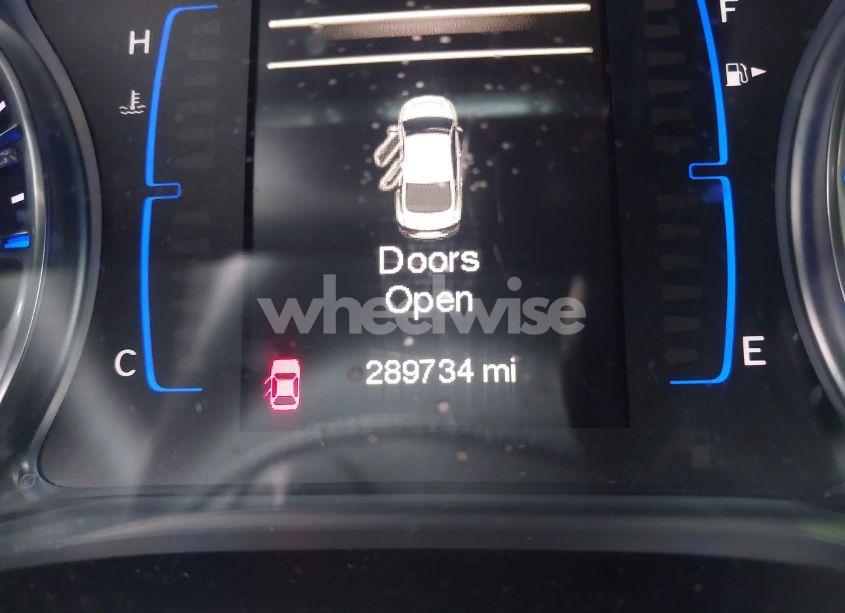 H
F
Doors
Open
wheelwise
C
E
289734 mi